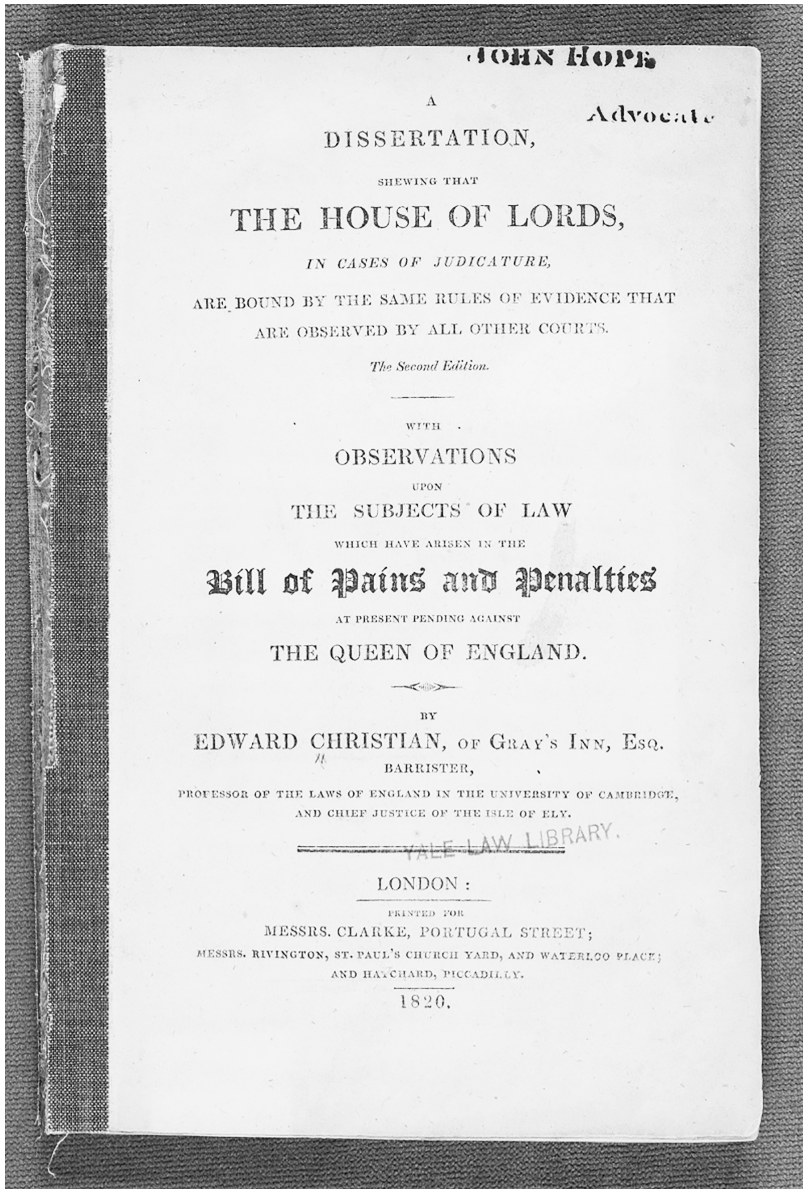 JOHN HOPE
Advocate
A
DISSERTATION,
SHEWING THAT
THE HOUSE OF LORDS,
IN CASES OF JUDICATURE,
ARE BOUND BY THE SAME RULES OF EVIDENCE THAT
ARE OBSERVED BY ALL OTHER COURTS.
The Second Edition.
WITH
OBSERVATIONS
UPON
THE SUBJECTS OF LAW
WHICH HAVE ARISEN IN THE
Bill of Pains and Penalties
AT PRESENT PENDING AGAINST
THE QUEEN OF ENGLAND.
BY
EDWARD CHRISTIAN, OF GRAY'S INN, ESQ.
BARRISTER,
PROFESSOR OF THE LAWS OF ENGLAND IN THE UNIVERSITY OF CAMBRIDGE,
AND CHIEF JUSTICE OF THE ISLE OF ELY.
YALE LAW LIBRARY.
LONDON:
PRINTED FOR
MESSRS. CLARKE, PORTUGAL STREET;
MESSRS. RIVINGTON, ST. PAUL'S CHURCH YARD, AND WATERLOO PLACE;
AND HATCHARD, PICCADILLY.
1820.